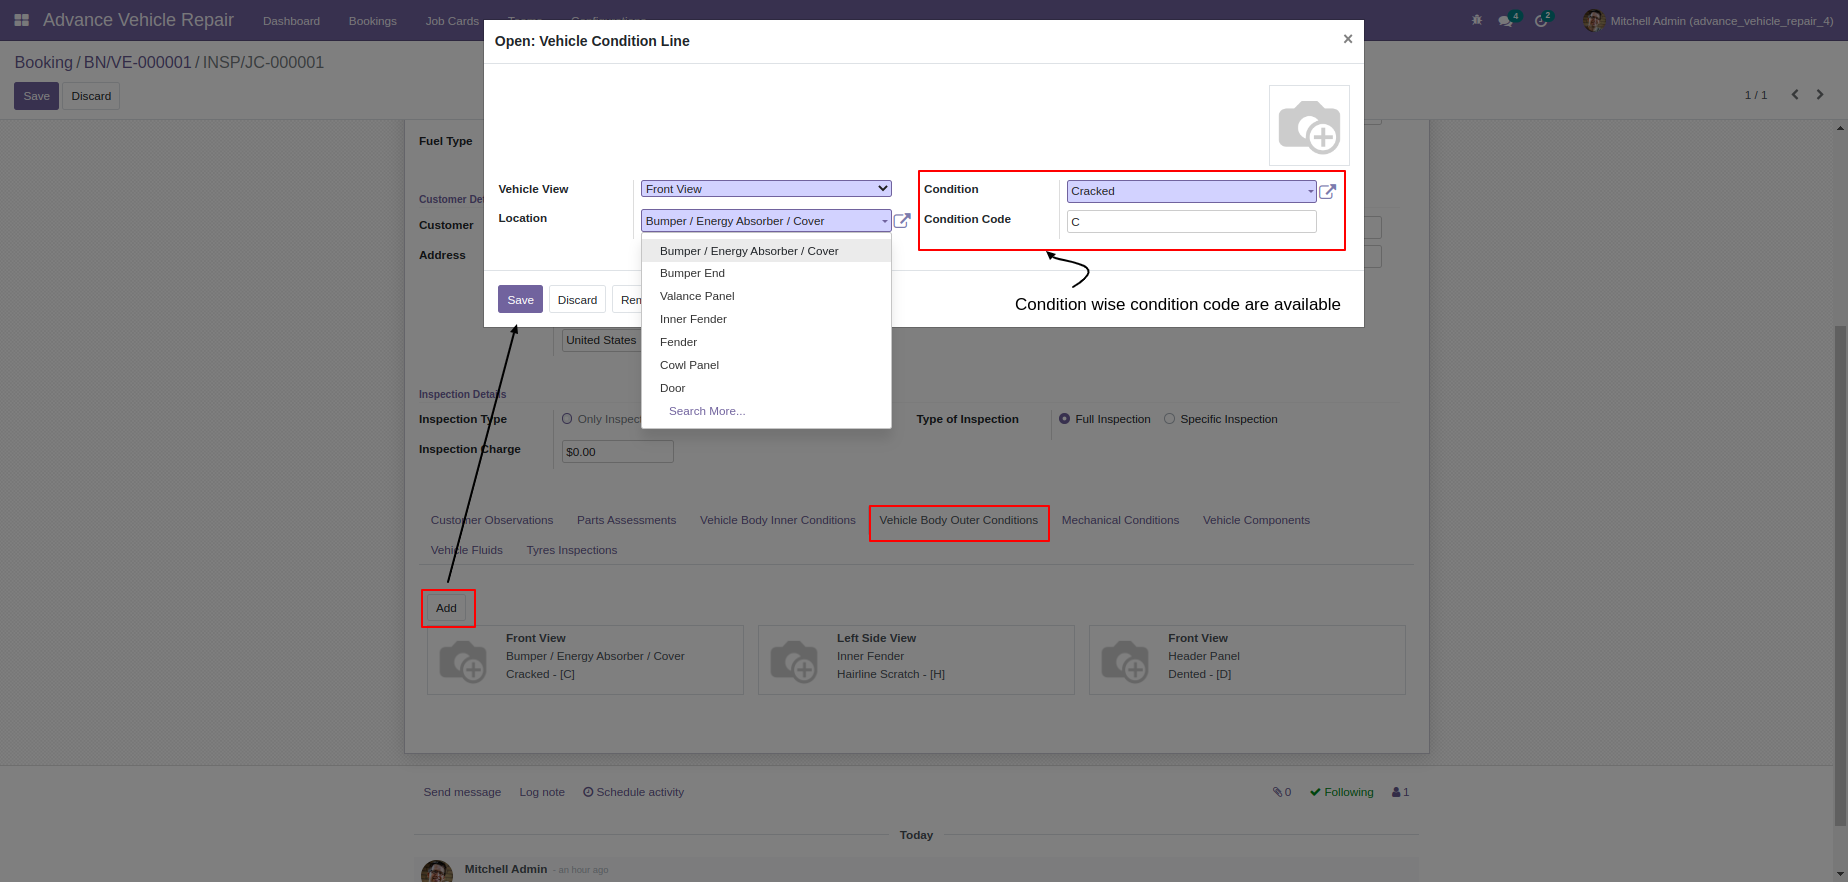 Advance Vehicle Repair Dashboard Bookings Job Cards Teams Configurations 4 2 Mitchell Admin (advance_vehicle_repair_4)
Open: Vehicle Condition Line ×
Booking / BN/VE-000001 / INSP/JC-000001
Save Discard 1 / 1
Fuel Type
Vehicle View Front View Condition Cracked
Customer De
Location Bumper / Energy Absorber / Cover Condition Code C
Customer
Address
Bumper / Energy Absorber / Cover
Bumper End
Valance Panel
Inner Fender
Fender
Cowl Panel
Door
Search More...
Save Discard Rem
Condition wise condition code are available
United States
Inspection Details
Inspection Type Only Inspec Type of Inspection Full Inspection Specific Inspection
Inspection Charge $0.00
Customer Observations Parts Assessments Vehicle Body Inner Conditions Vehicle Body Outer Conditions Mechanical Conditions Vehicle Components
Vehicle Fluids Tyres Inspections
Add
Front View
Bumper / Energy Absorber / Cover
Cracked - [C]
Left Side View
Inner Fender
Hairline Scratch - [H]
Front View
Header Panel
Dented - [D]
Send message Log note Schedule activity 0 Following 1
Today
Mitchell Admin - an hour ago